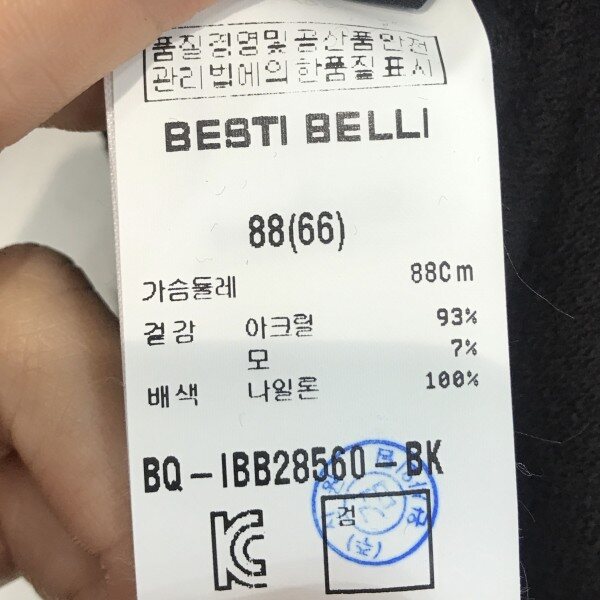 품질경영및 공산품안전
관리법에의한품질표시
BESTI BELLI
88(66)
가슴둘레 88Cm
겉감 아크릴 93%
모 7%
배색 나일론 100%
BQ-IBB28560-BK
검
(주)